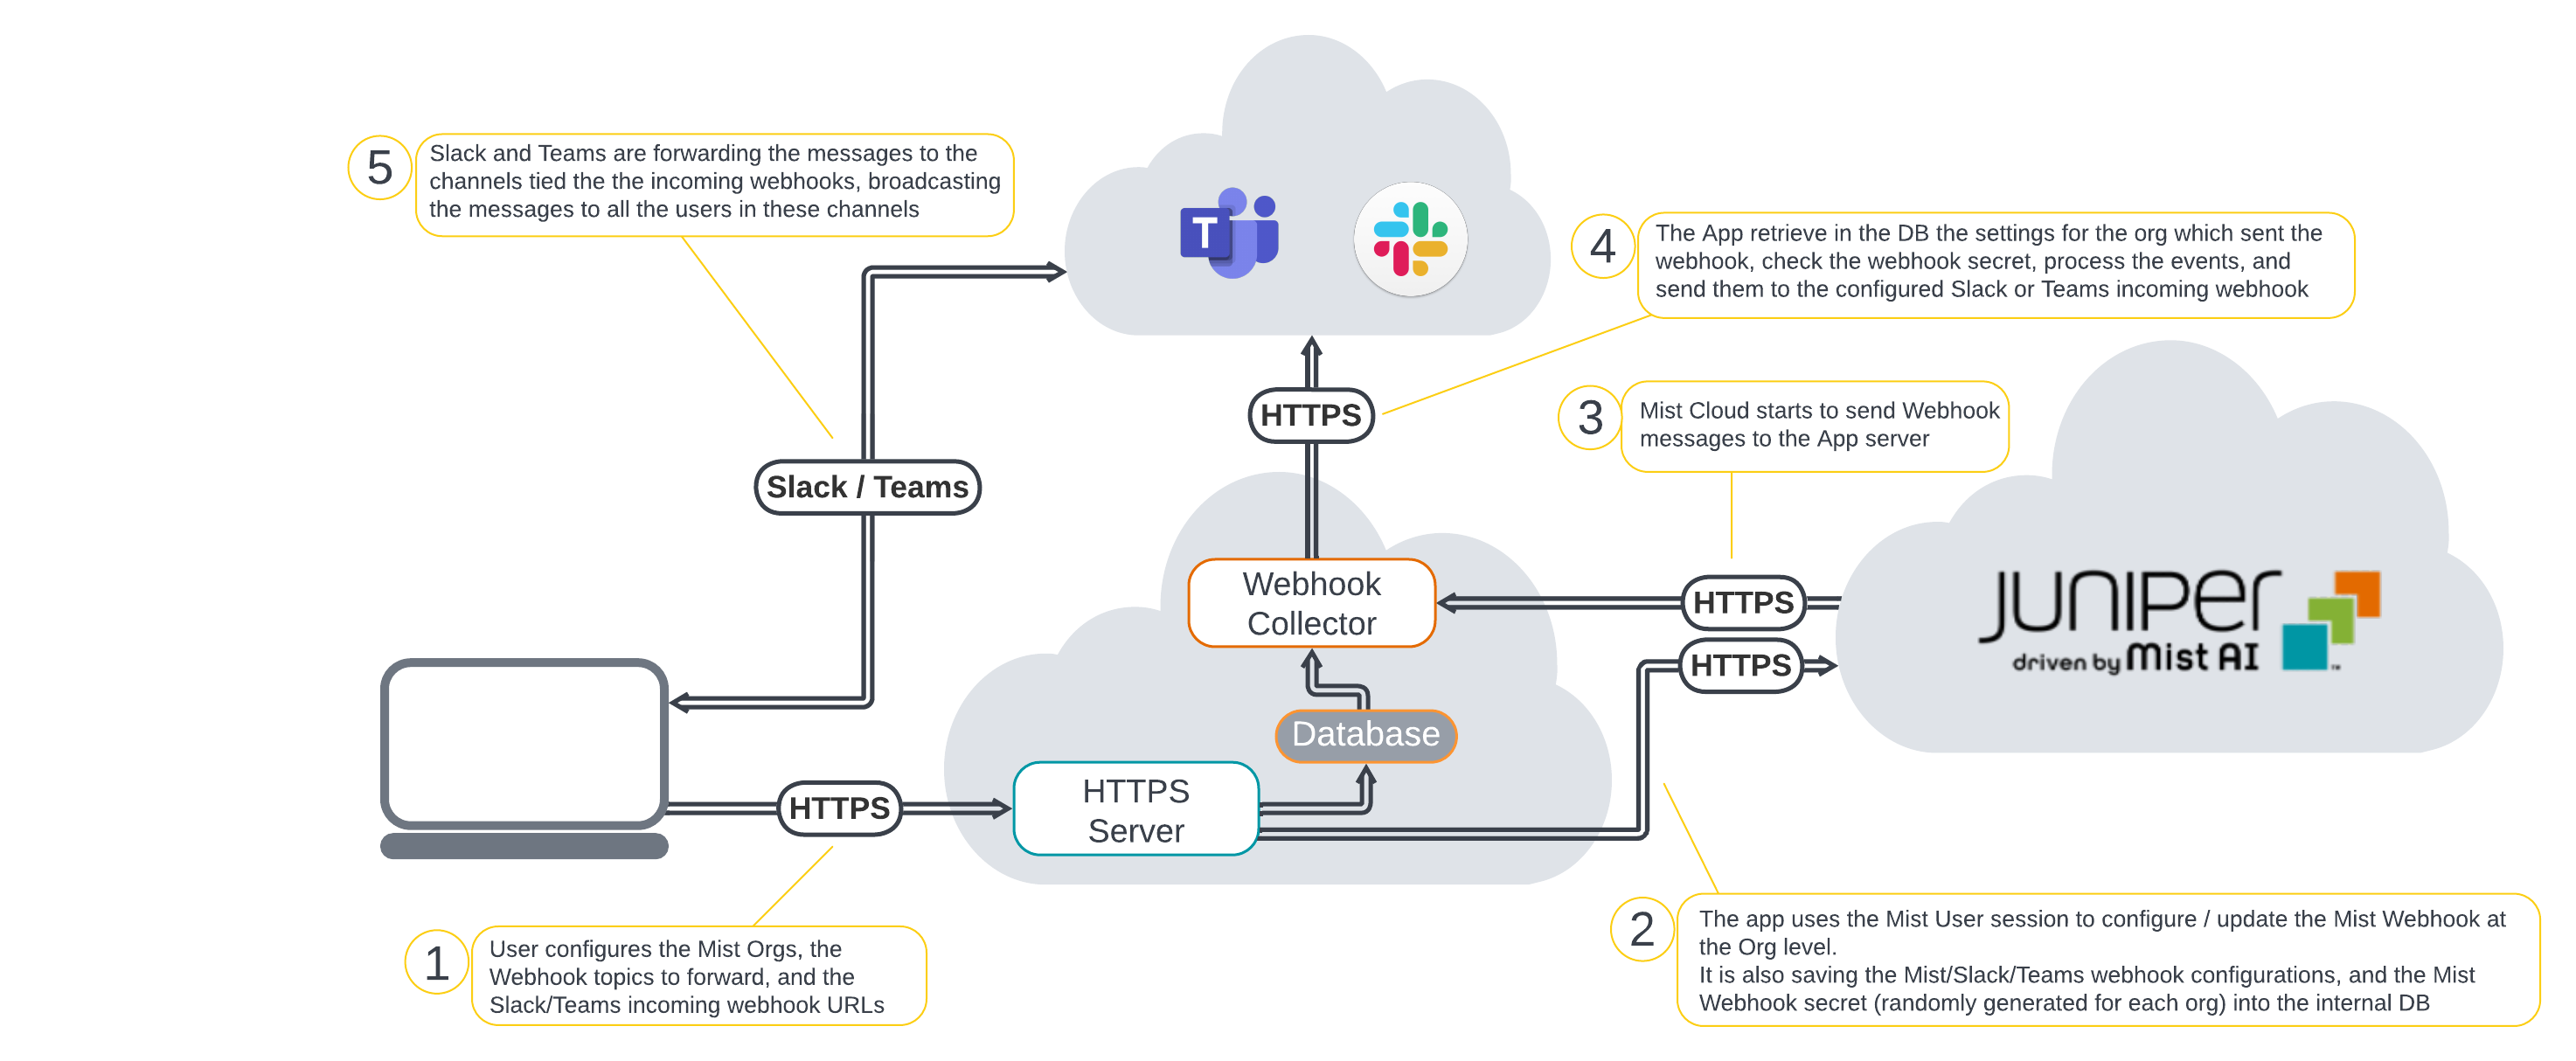 5
Slack and Teams are forwarding the messages to the
channels tied the the incoming webhooks, broadcasting
the messages to all the users in these channels
T
4
The App retrieve in the DB the settings for the org which sent the
webhook, check the webhook secret, process the events, and
send them to the configured Slack or Teams incoming webhook
HTTPS
3
Mist Cloud starts to send Webhook
messages to the App server
Slack / Teams
Webhook
Collector
HTTPS
HTTPS
JUNIPer
driven by Mist AI
TM
Database
HTTPS
HTTPS
Server
1
User configures the Mist Orgs, the
Webhook topics to forward, and the
Slack/Teams incoming webhook URLs
2
The app uses the Mist User session to configure / update the Mist Webhook at
the Org level.
It is also saving the Mist/Slack/Teams webhook configurations, and the Mist
Webhook secret (randomly generated for each org) into the internal DB